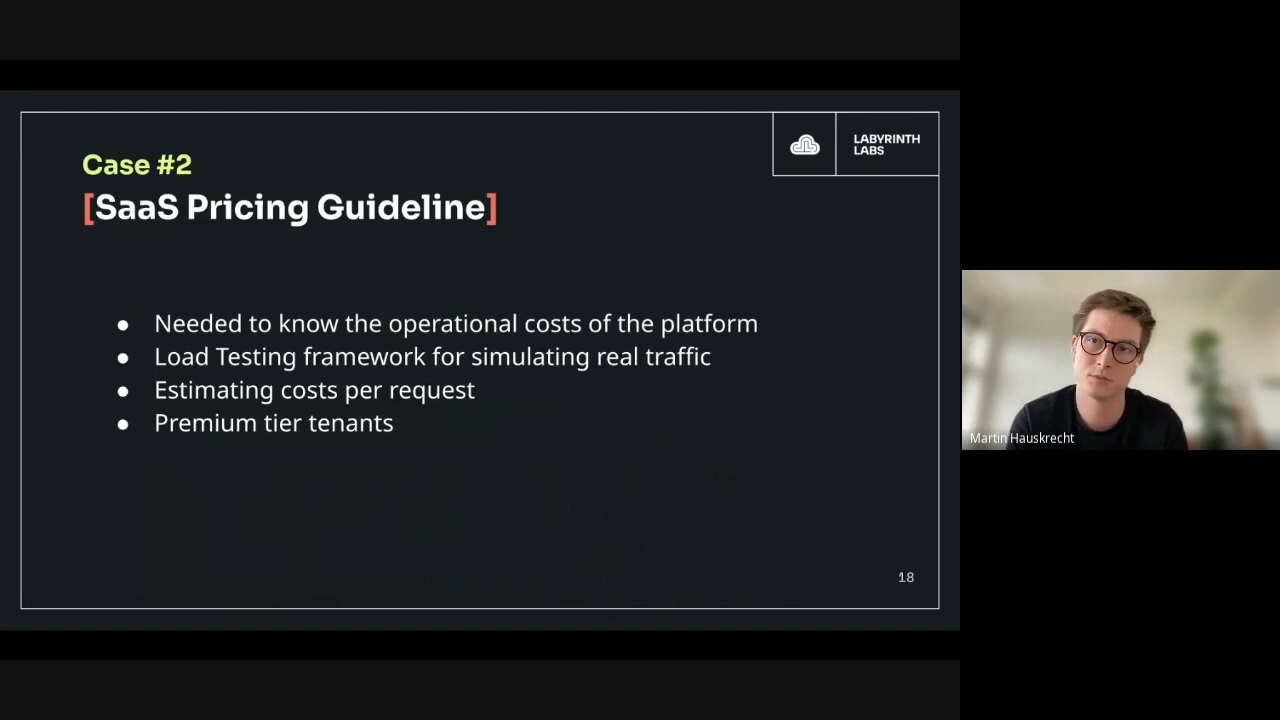 Case #2
[SaaS Pricing Guideline]
LABYRINTH
LABS
● Needed to know the operational costs of the platform
● Load Testing framework for simulating real traffic
● Estimating costs per request
● Premium tier tenants
18
Martin Hauskrecht